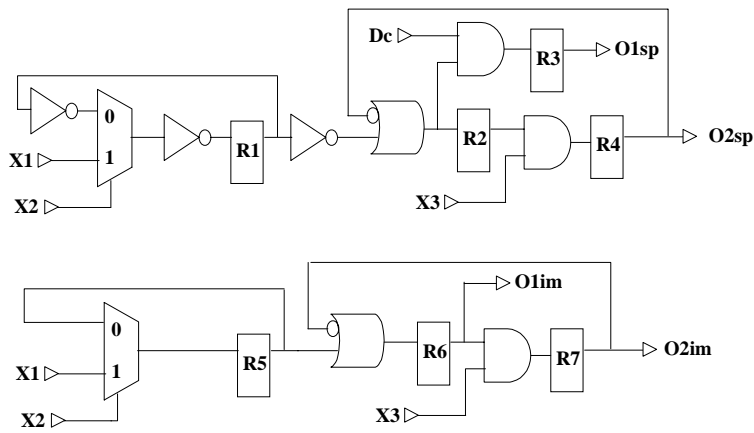 Dc
O1sp
R3
0
X1
1
R1
R2
R4
O2sp
X2
X3
O1im
0
X1
1
R5
R6
R7
O2im
X2
X3